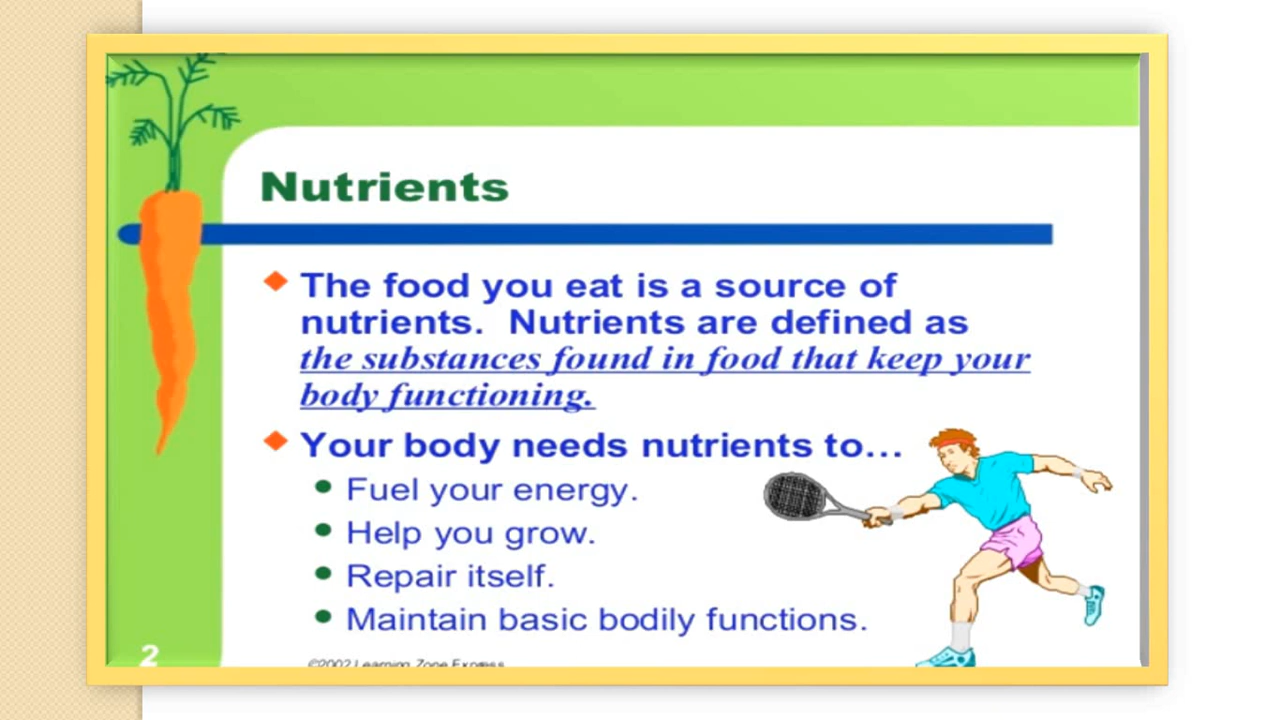 Nutrients
The food you eat is a source of
nutrients. Nutrients are defined as
the substances found in food that keep your
body functioning.
Your body needs nutrients to…
Fuel your energy.
Help you grow.
Repair itself.
Maintain basic bodily functions.
2
©2002 Learning Zone Express